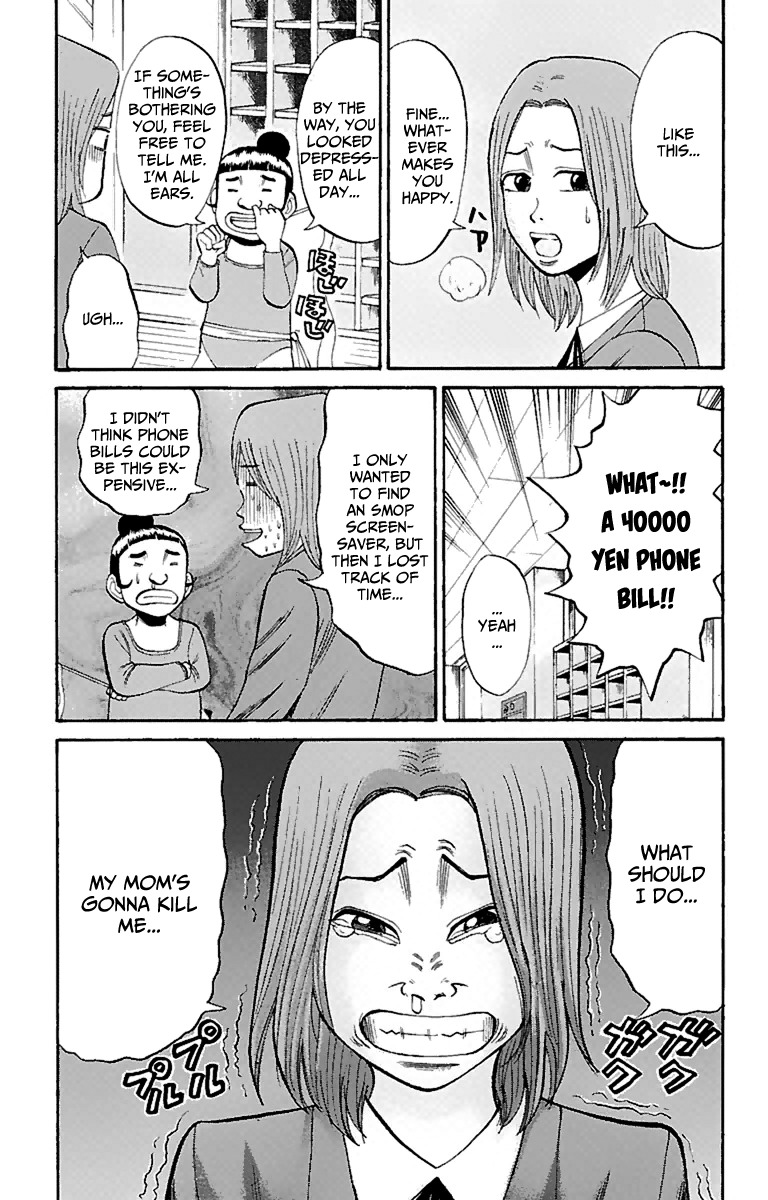 LIKE
THIS...
FINE...
WHAT-
EVER
MAKES
YOU
HAPPY.
ハァ
BY THE
WAY, YOU
LOOKED
DEPRESS-
ED ALL
DAY...
IF SOME-
THING'S
BOTHERING
YOU, FEEL
FREE TO
TELL ME.
I'M ALL
EARS.
ほじ
ほじ
UGH...
WHAT~!!
A 40000
YEN PHONE
BILL!!
...
YEAH
...
I ONLY
WANTED
TO FIND
AN SMOP
SCREEN-
SAVER, BUT
THEN I LOST
TRACK OF
TIME...
I DIDN'T
THINK PHONE
BILLS COULD
BE THIS EX-
PENSIVE...
WHAT
SHOULD
I DO...
MY MOM'S
GONNA KILL
ME...
ガク
ガク
プル
プル